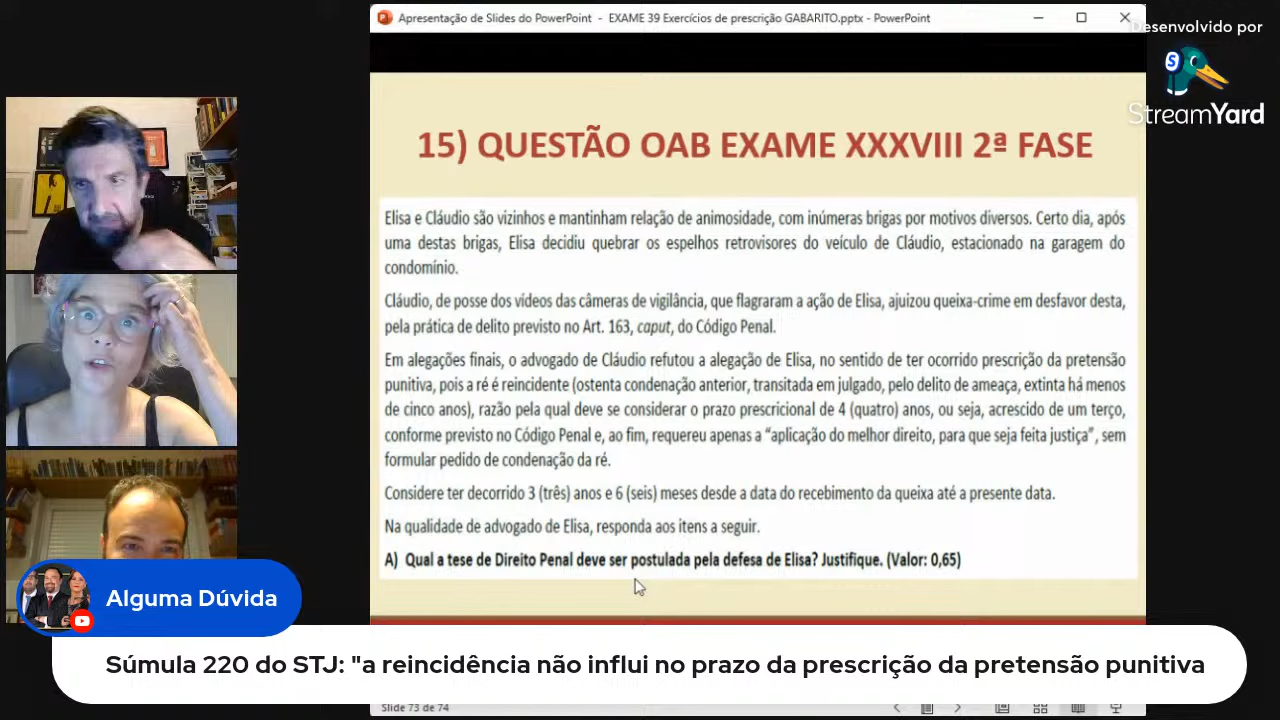 Apresentação de Slides do PowerPoint - EXAME 39 Exercícios de prescrição GABARITO.pptx - PowerPoint
Desenvolvido por
StreamYard
15) QUESTÃO OAB EXAME XXXVIII 2ª FASE
Elisa e Cláudio são vizinhos e mantinham relação de animosidade, com inúmeras brigas por motivos diversos. Certo dia, após
uma destas brigas, Elisa decidiu quebrar os espelhos retrovisores do veículo de Cláudio, estacionado na garagem do
condomínio.
Cláudio, de posse dos vídeos das câmeras de vigilância, que flagraram a ação de Elisa, ajuizou queixa-crime em desfavor desta,
pela prática de delito previsto no Art. 163, caput, do Código Penal.
Em alegações finais, o advogado de Cláudio refutou a alegação de Elisa, no sentido de ter ocorrido prescrição da pretensão
punitiva, pois a ré é reincidente (ostenta condenação anterior, transitada em julgado, pelo delito de ameaça, extinta há menos
de cinco anos), razão pela qual deve se considerar o prazo prescricional de 4 (quatro) anos, ou seja, acrescido de um terço,
conforme previsto no Código Penal e, ao fim, requereu apenas a “aplicação do melhor direito, para que seja feita justiça”, sem
formular pedido de condenação da ré.
Considere ter decorrido 3 (três) anos e 6 (seis) meses desde a data do recebimento da queixa até a presente data.
Na qualidade de advogado de Elisa, responda aos itens a seguir.
A) Qual a tese de Direito Penal deve ser postulada pela defesa de Elisa? Justifique. (Valor: 0,65)
Alguma Dúvida
Súmula 220 do STJ: "a reincidência não influi no prazo da prescrição da pretensão punitiva
Slide 73 de 74